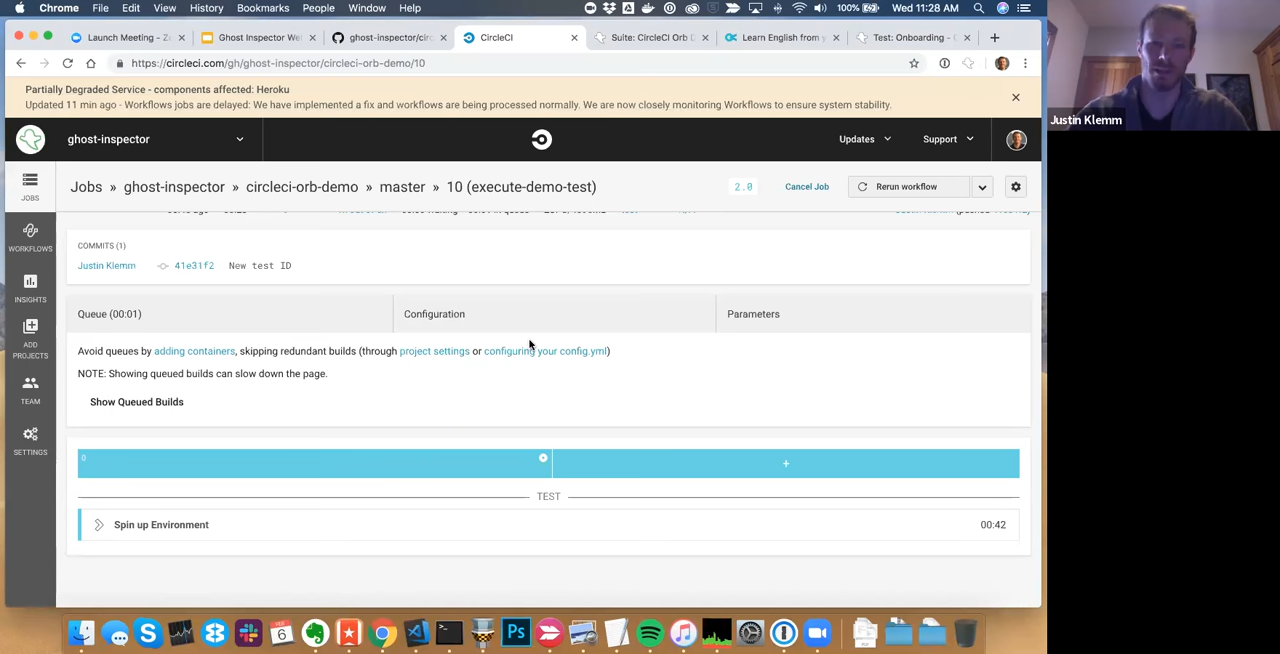 Chrome File Edit View History Bookmarks People Window Help 100% Wed 11:28 AM
Launch Meeting - Z
Ghost Inspector We
ghost-inspector/circ
CircleCI
Suite: CircleCI Orb D
Learn English from y
Test: Onboarding - G
https://circleci.com/gh/ghost-inspector/circleci-orb-demo/10
Partially Degraded Service - components affected: Heroku
Updated 11 min ago - Workflows jobs are delayed: We have implemented a fix and workflows are being processed normally. We are now closely monitoring Workflows to ensure system stability.
ghost-inspector
Updates
Support
Jobs » ghost-inspector » circleci-orb-demo » master » 10 (execute-demo-test)
2.0
Cancel Job
Rerun workflow
JOBS
WORKFLOWS
INSIGHTS
ADD
PROJECTS
TEAM
SETTINGS
COMMITS (1)
Justin Klemm 41e31f2 New test ID
Queue (00:01)
Configuration
Parameters
Avoid queues by adding containers, skipping redundant builds (through project settings or configuring your config.yml)
NOTE: Showing queued builds can slow down the page.
Show Queued Builds
0
+
TEST
Spin up Environment 00:42
FEB
6
Ps
Justin Klemm